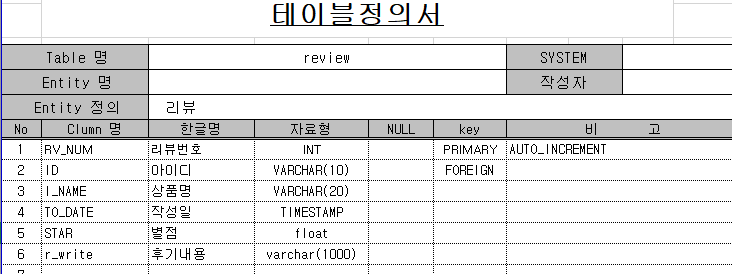 테이블정의서
Table 명 review SYSTEM
Entity 명 작성자
Entity 정의 리뷰
No Clumn 명 한글명 자료형 NULL key 비 고
1 RV_NUM 리뷰번호 INT PRIMARY AUTO_INCREMENT
2 ID 아이디 VARCHAR(10) FOREIGN
3 I_NAME 상품명 VARCHAR(20)
4 TO_DATE 작성일 TIMESTAMP
5 STAR 별점 float
6 r_write 후기내용 varchar(1000)